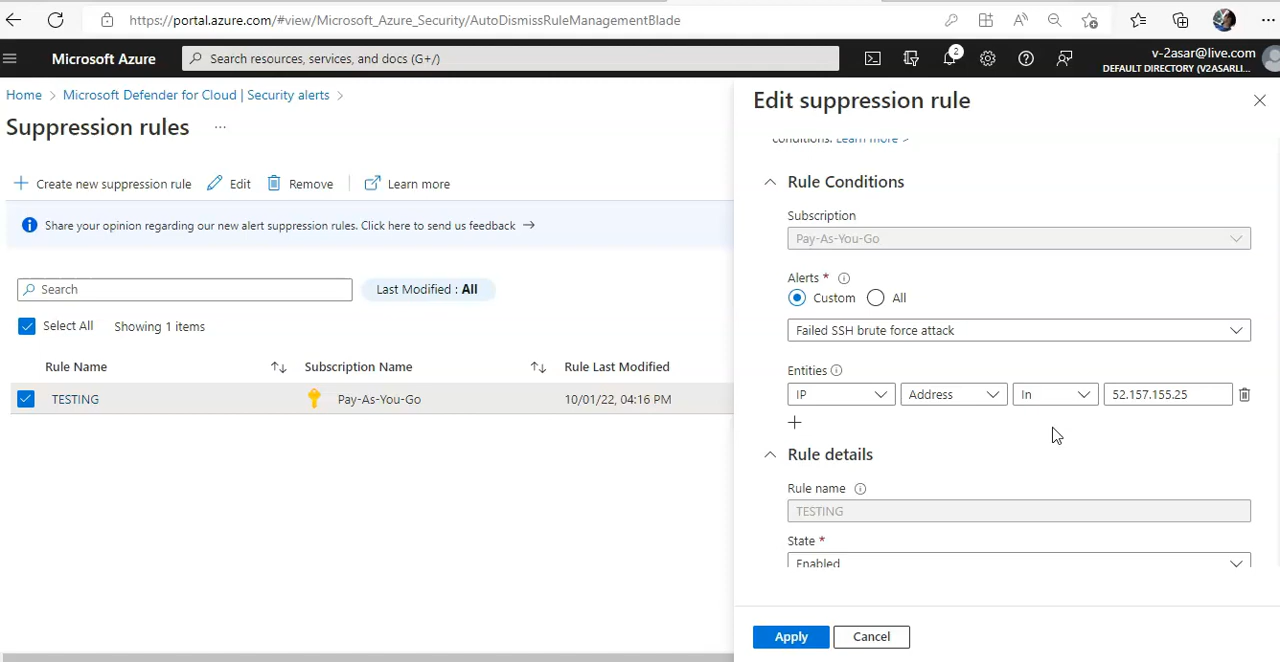 https://portal.azure.com/#view/Microsoft_Azure_Security/AutoDismissRuleManagementBlade
Microsoft Azure
Search resources, services, and docs (G+/)
2
v-2asar@live.com
DEFAULT DIRECTORY (V2ASARLI...
Home > Microsoft Defender for Cloud | Security alerts >
Suppression rules ...
Create new suppression rule
Edit
Remove
Learn more
Share your opinion regarding our new alert suppression rules. Click here to send us feedback →
Search
Last Modified : All
Select All
Showing 1 items
Rule Name
Subscription Name
Rule Last Modified
TESTING
Pay-As-You-Go
10/01/22, 04:16 PM
Edit suppression rule
conditions. Learn more >
Rule Conditions
Subscription
Pay-As-You-Go
Alerts *
Custom
All
Failed SSH brute force attack
Entities
IP
Address
In
52.157.155.25
Rule details
Rule name
TESTING
State *
Enabled
Apply
Cancel